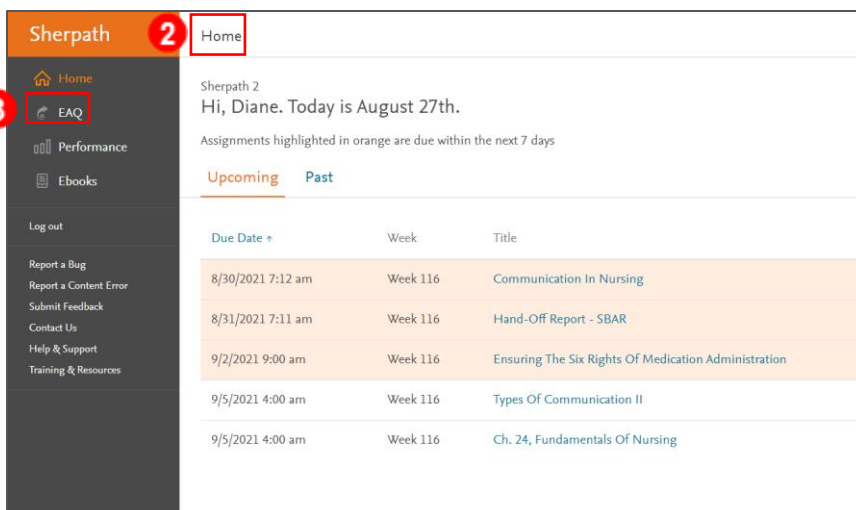 Sherpath
2
Home
Home
3
EAQ
Performance
Ebooks
Log out
Report a Bug
Report a Content Error
Submit Feedback
Contact Us
Help & Support
Training & Resources
Sherpath 2
Hi, Diane. Today is August 27th.
Assignments highlighted in orange are due within the next 7 days
Upcoming Past
Due Date ↑ Week Title
8/30/2021 7:12 am Week 116 Communication In Nursing
8/31/2021 7:11 am Week 116 Hand-Off Report - SBAR
9/2/2021 9:00 am Week 116 Ensuring The Six Rights Of Medication Administration
9/5/2021 4:00 am Week 116 Types Of Communication II
9/5/2021 4:00 am Week 116 Ch. 24, Fundamentals Of Nursing